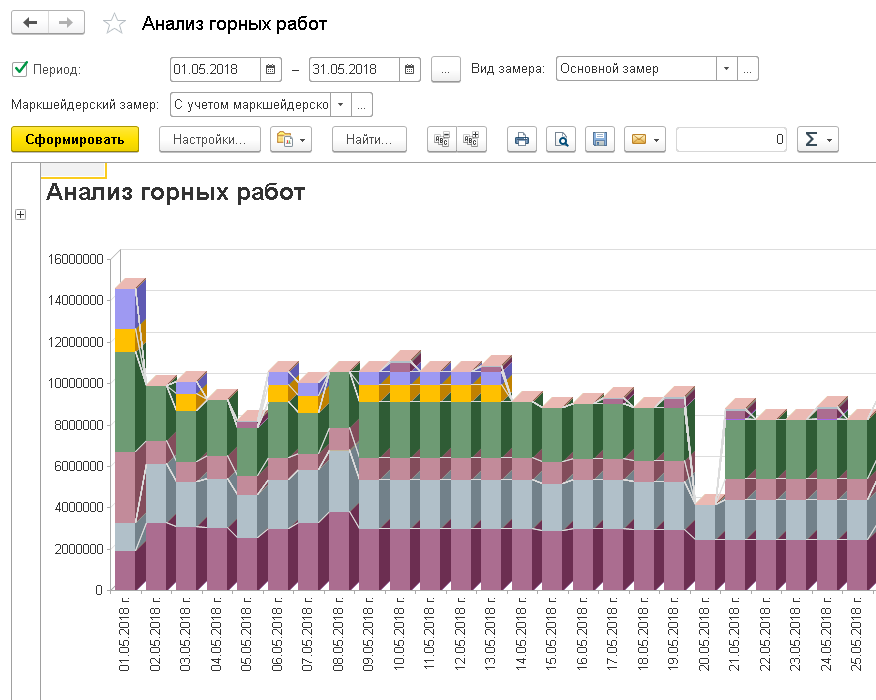 Анализ горных работ
Период: 01.05.2018 – 31.05.2018 ... Вид замера: Основной замер ...
Маркшейдерский замер: С учетом маркшейдерско ...
Сформировать Настройки... Найти... 0 Σ
Анализ горных работ
16000000
14000000
12000000
10000000
8000000
6000000
4000000
2000000
0
01.05.2018 г.
02.05.2018 г.
03.05.2018 г.
04.05.2018 г.
05.05.2018 г.
06.05.2018 г.
07.05.2018 г.
08.05.2018 г.
09.05.2018 г.
10.05.2018 г.
11.05.2018 г.
12.05.2018 г.
13.05.2018 г.
14.05.2018 г.
15.05.2018 г.
16.05.2018 г.
17.05.2018 г.
18.05.2018 г.
19.05.2018 г.
20.05.2018 г.
21.05.2018 г.
22.05.2018 г.
23.05.2018 г.
24.05.2018 г.
25.05.2018 г.